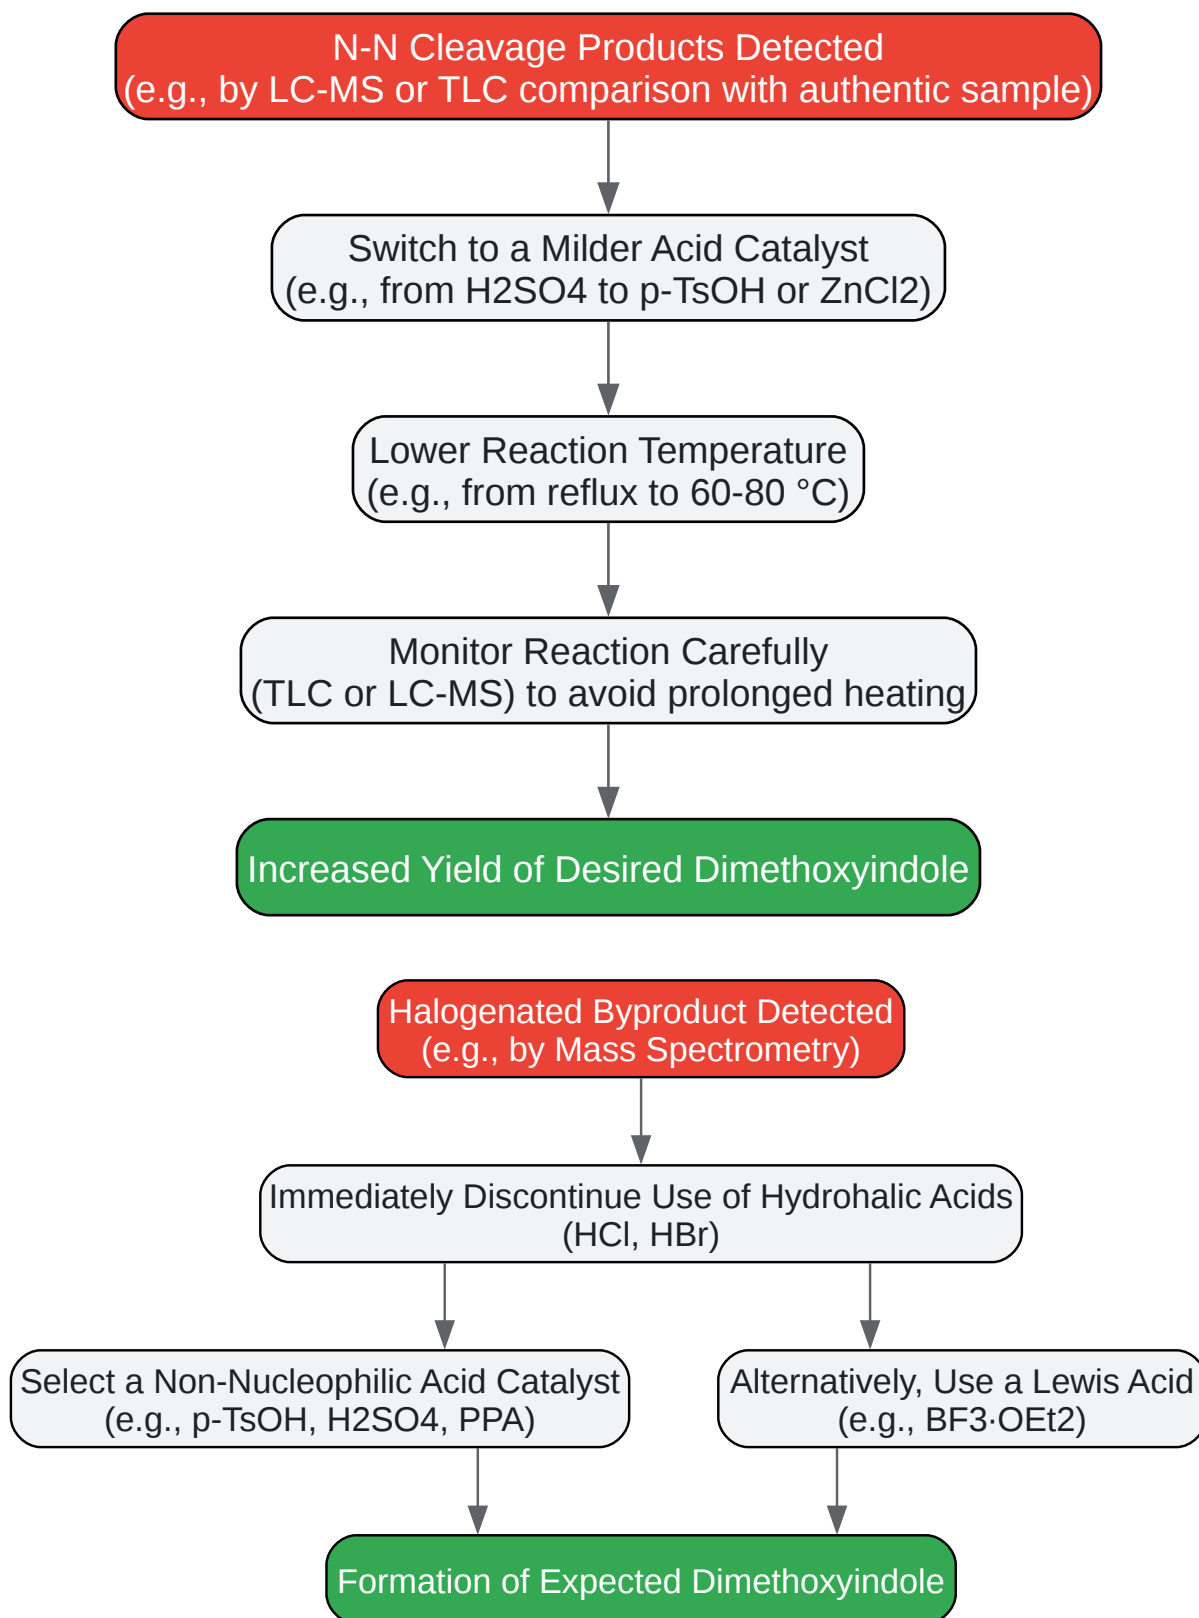 N-N Cleavage Products Detected
(e.g., by LC-MS or TLC comparison with authentic sample)
Switch to a Milder Acid Catalyst
(e.g., from H2SO4 to p-TsOH or ZnCl2)
Lower Reaction Temperature
(e.g., from reflux to 60-80 °C)
Monitor Reaction Carefully
(TLC or LC-MS) to avoid prolonged heating
Increased Yield of Desired Dimethoxyindole
Halogenated Byproduct Detected
(e.g., by Mass Spectrometry)
Immediately Discontinue Use of Hydrohalic Acids
(HCl, HBr)
Select a Non-Nucleophilic Acid Catalyst
(e.g., p-TsOH, H2SO4, PPA)
Alternatively, Use a Lewis Acid
(e.g., BF3·OEt2)
Formation of Expected Dimethoxyindole